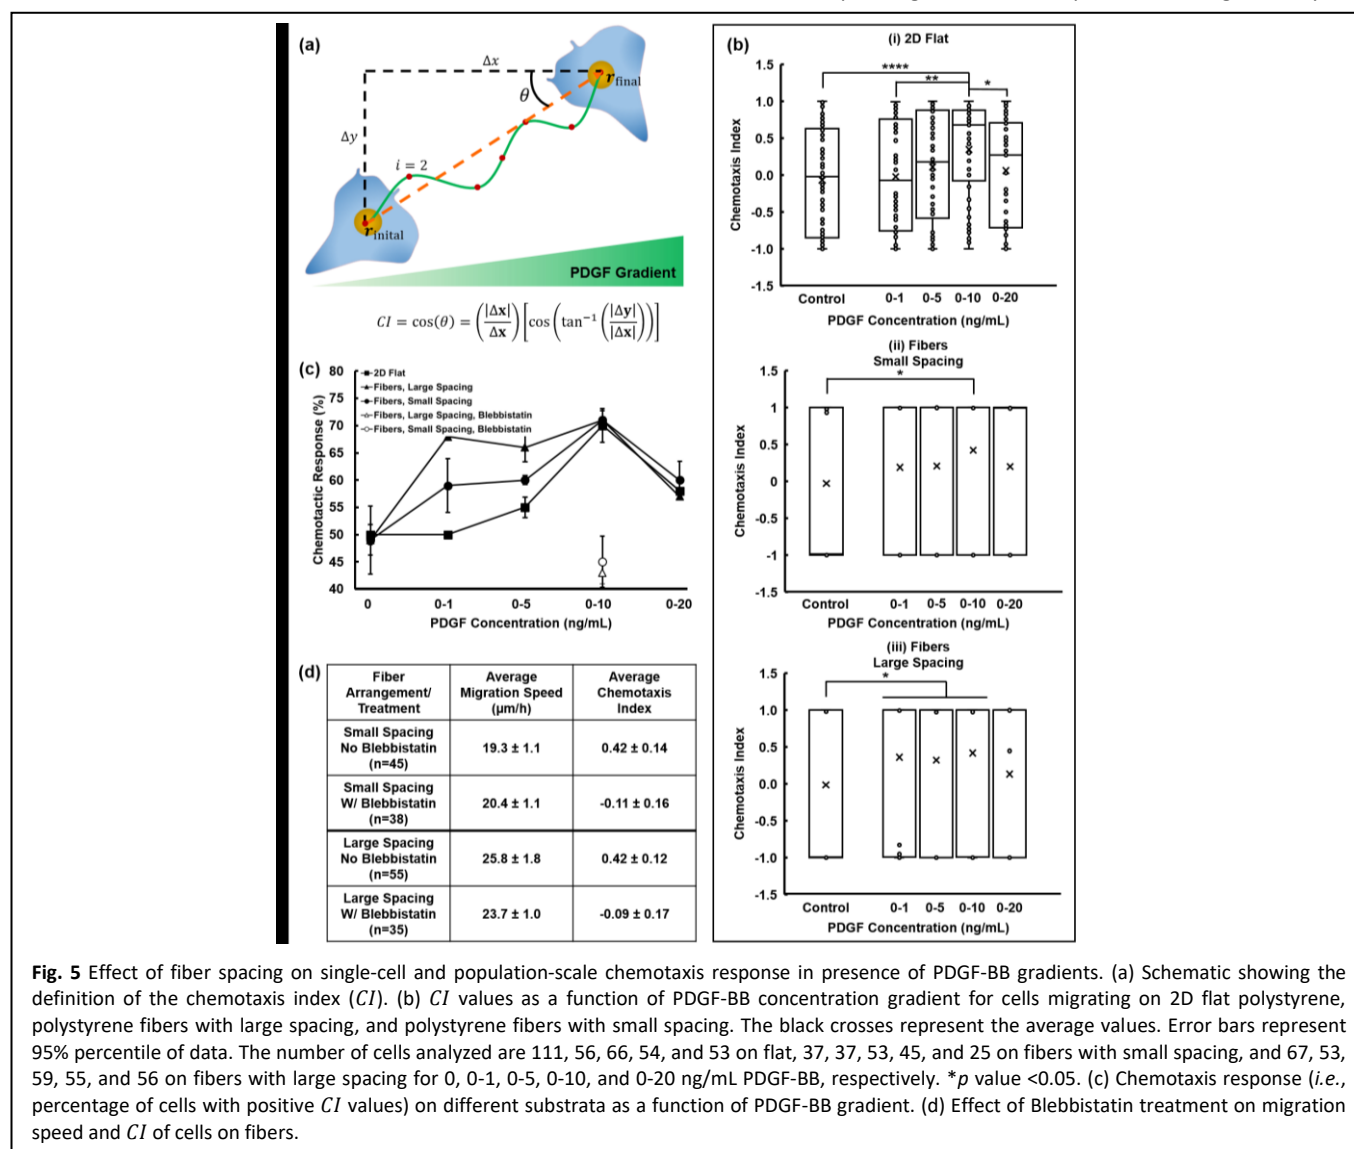 (a)
Δx
r_final
θ
Δy
i = 2
r_inital
PDGF Gradient
CI = cos(θ) = (|Δx|/Δx)[cos(tan⁻¹(|Δy|/|Δx|))]
(b)
(i) 2D Flat
****
**
*
1.5
1.0
0.5
0.0
-0.5
-1.0
-1.5
Chemotaxis Index
Control 0-1 0-5 0-10 0-20
PDGF Concentration (ng/mL)
(ii) Fibers
Small Spacing
*
1.5
1
0.5
0
-0.5
-1
-1.5
Chemotaxis Index
Control 0-1 0-5 0-10 0-20
PDGF Concentration (ng/mL)
(iii) Fibers
Large Spacing
*
1.5
1.0
0.5
0.0
-0.5
-1.0
-1.5
Chemotaxis Index
Control 0-1 0-5 0-10 0-20
PDGF Concentration (ng/mL)
(c)
80
75
70
65
60
55
50
45
40
Chemotactic Response (%)
2D Flat
Fibers, Large Spacing
Fibers, Small Spacing
Fibers, Large Spacing, Blebbistatin
Fibers, Small Spacing, Blebbistatin
0 0-1 0-5 0-10 0-20
PDGF Concentration (ng/mL)
(d)
Fiber Arrangement/ Treatment | Average Migration Speed (μm/h) | Average Chemotaxis Index
Small Spacing No Blebbistatin (n=45) | 19.3 ± 1.1 | 0.42 ± 0.14
Small Spacing W/ Blebbistatin (n=38) | 20.4 ± 1.1 | -0.11 ± 0.16
Large Spacing No Blebbistatin (n=55) | 25.8 ± 1.8 | 0.42 ± 0.12
Large Spacing W/ Blebbistatin (n=35) | 23.7 ± 1.0 | -0.09 ± 0.17
Fig. 5 Effect of fiber spacing on single-cell and population-scale chemotaxis response in presence of PDGF-BB gradients. (a) Schematic showing the
definition of the chemotaxis index (CI). (b) CI values as a function of PDGF-BB concentration gradient for cells migrating on 2D flat polystyrene,
polystyrene fibers with large spacing, and polystyrene fibers with small spacing. The black crosses represent the average values. Error bars represent
95% percentile of data. The number of cells analyzed are 111, 56, 66, 54, and 53 on flat, 37, 37, 53, 45, and 25 on fibers with small spacing, and 67, 53,
59, 55, and 56 on fibers with large spacing for 0, 0-1, 0-5, 0-10, and 0-20 ng/mL PDGF-BB, respectively. *p value <0.05. (c) Chemotaxis response (i.e.,
percentage of cells with positive CI values) on different substrata as a function of PDGF-BB gradient. (d) Effect of Blebbistatin treatment on migration
speed and CI of cells on fibers.